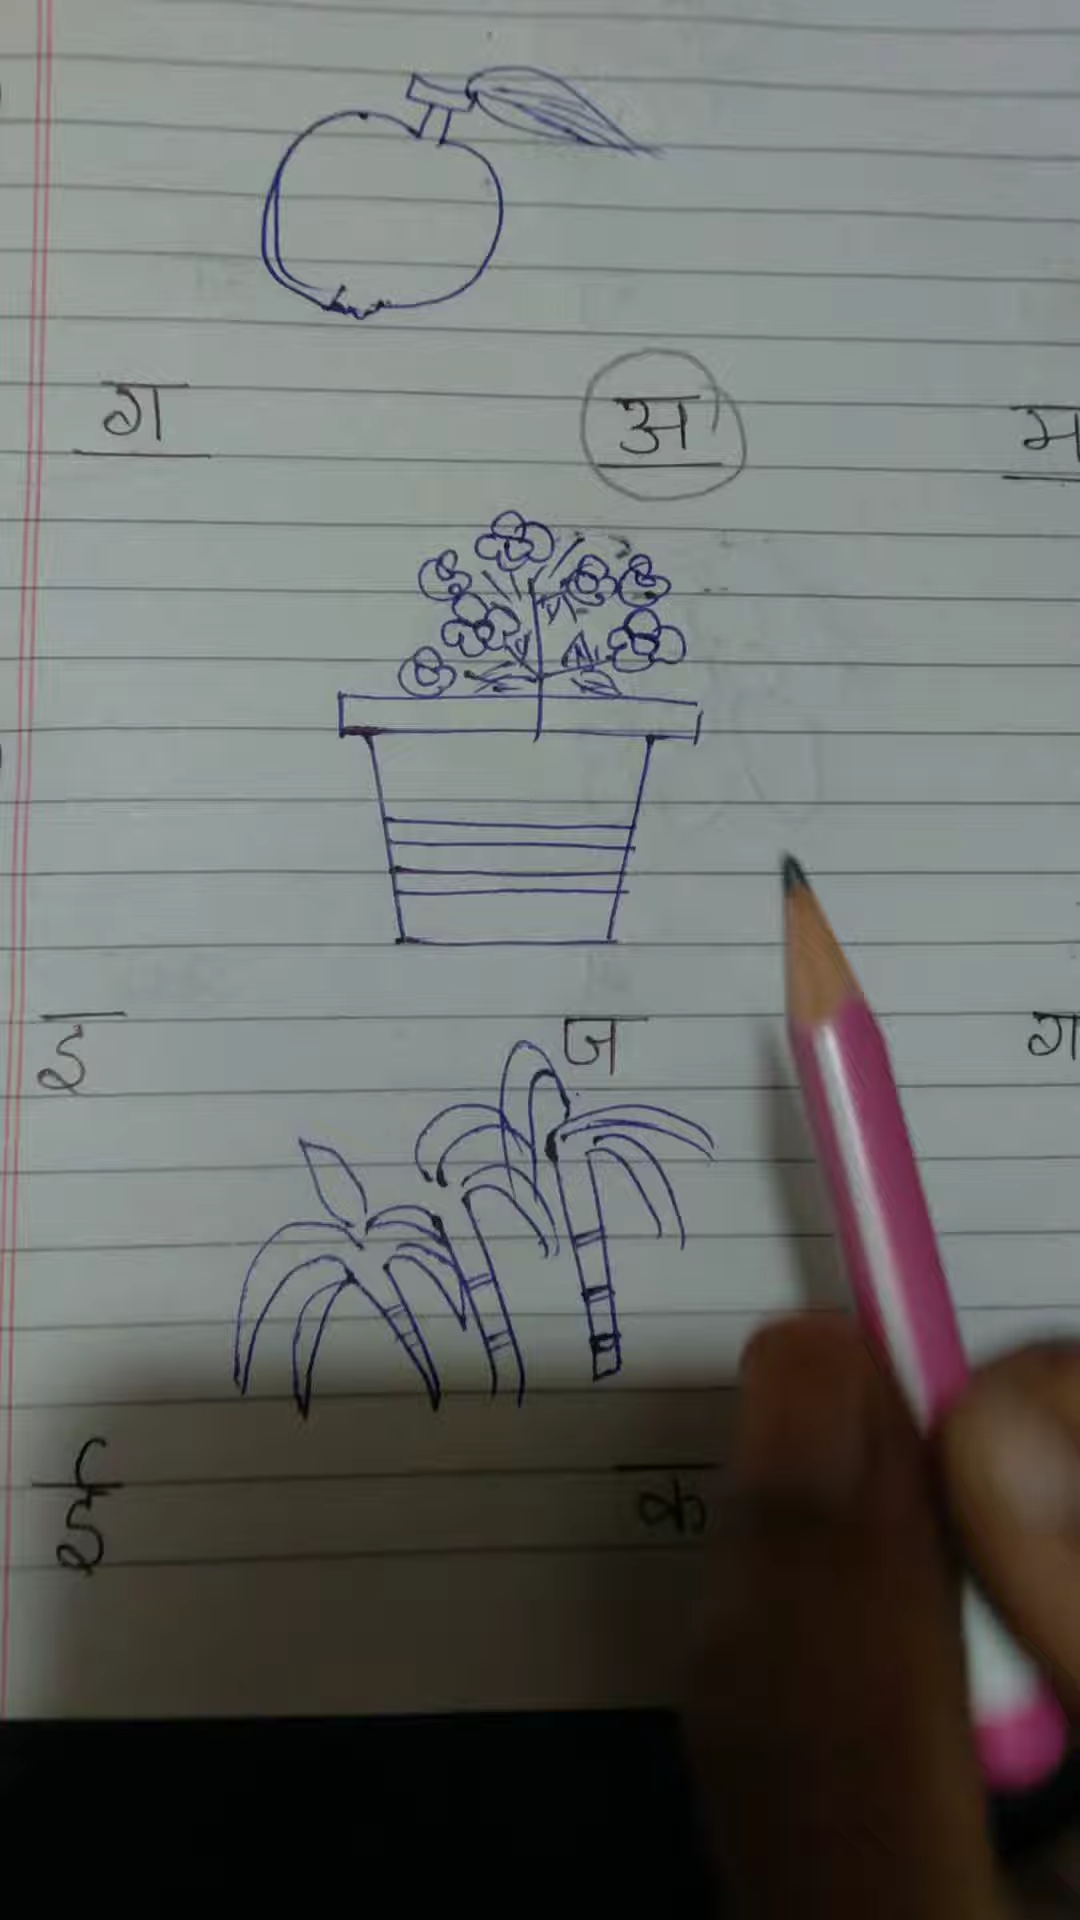 ग अ म
इ ज ग
ई क